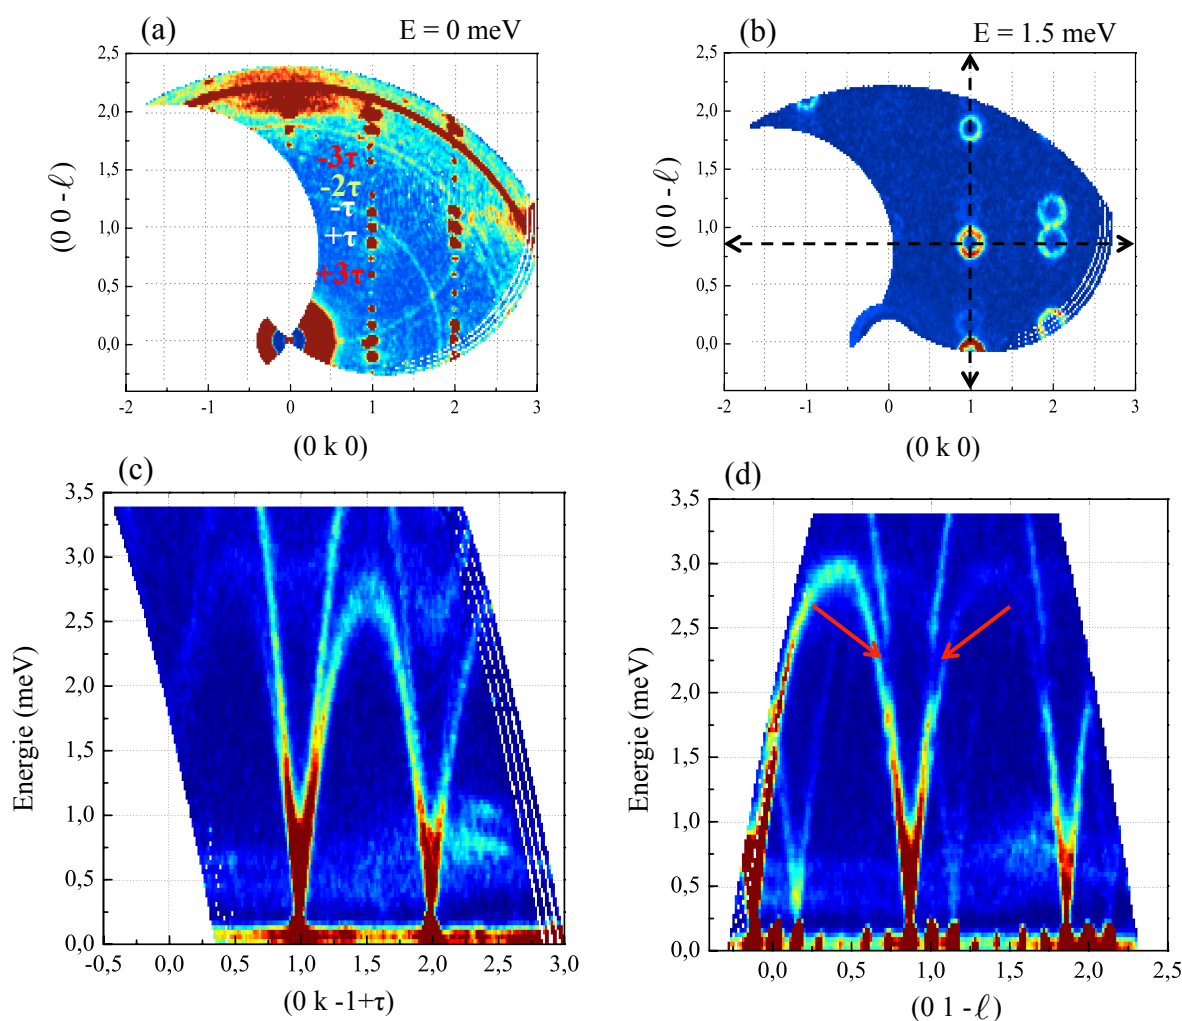 (a)
E = 0 meV
2,5
2,0
1,5
1,0
0,5
0,0
(0 0 -ℓ)
-3τ
-2τ
-τ
+τ
+3τ
-2
-1
0
1
2
3
(0 k 0)
(b)
E = 1.5 meV
2,5
2,0
1,5
1,0
0,5
0,0
(0 0 -ℓ)
-2
-1
0
1
2
3
(0 k 0)
(c)
3,5
3,0
2,5
2,0
1,5
1,0
0,5
0,0
Energie (meV)
-0,5
0,0
0,5
1,0
1,5
2,0
2,5
3,0
(0 k -1+τ)
(d)
3,5
3,0
2,5
2,0
1,5
1,0
0,5
0,0
Energie (meV)
0,0
0,5
1,0
1,5
2,0
2,5
(0 1 -ℓ)